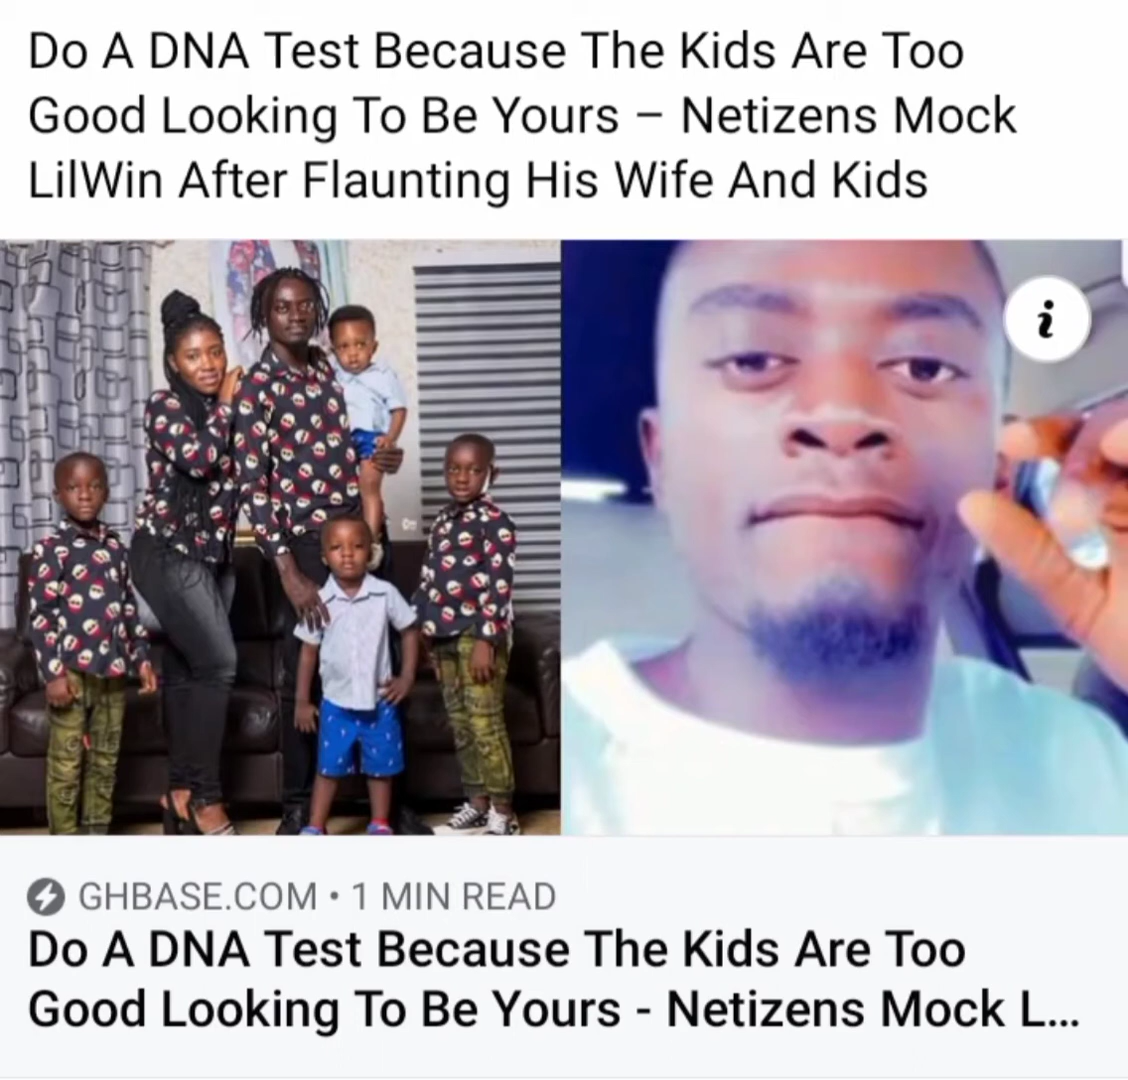 Do A DNA Test Because The Kids Are Too
Good Looking To Be Yours – Netizens Mock
LilWin After Flaunting His Wife And Kids
i
GHBASE.COM • 1 MIN READ
Do A DNA Test Because The Kids Are Too
Good Looking To Be Yours - Netizens Mock L...